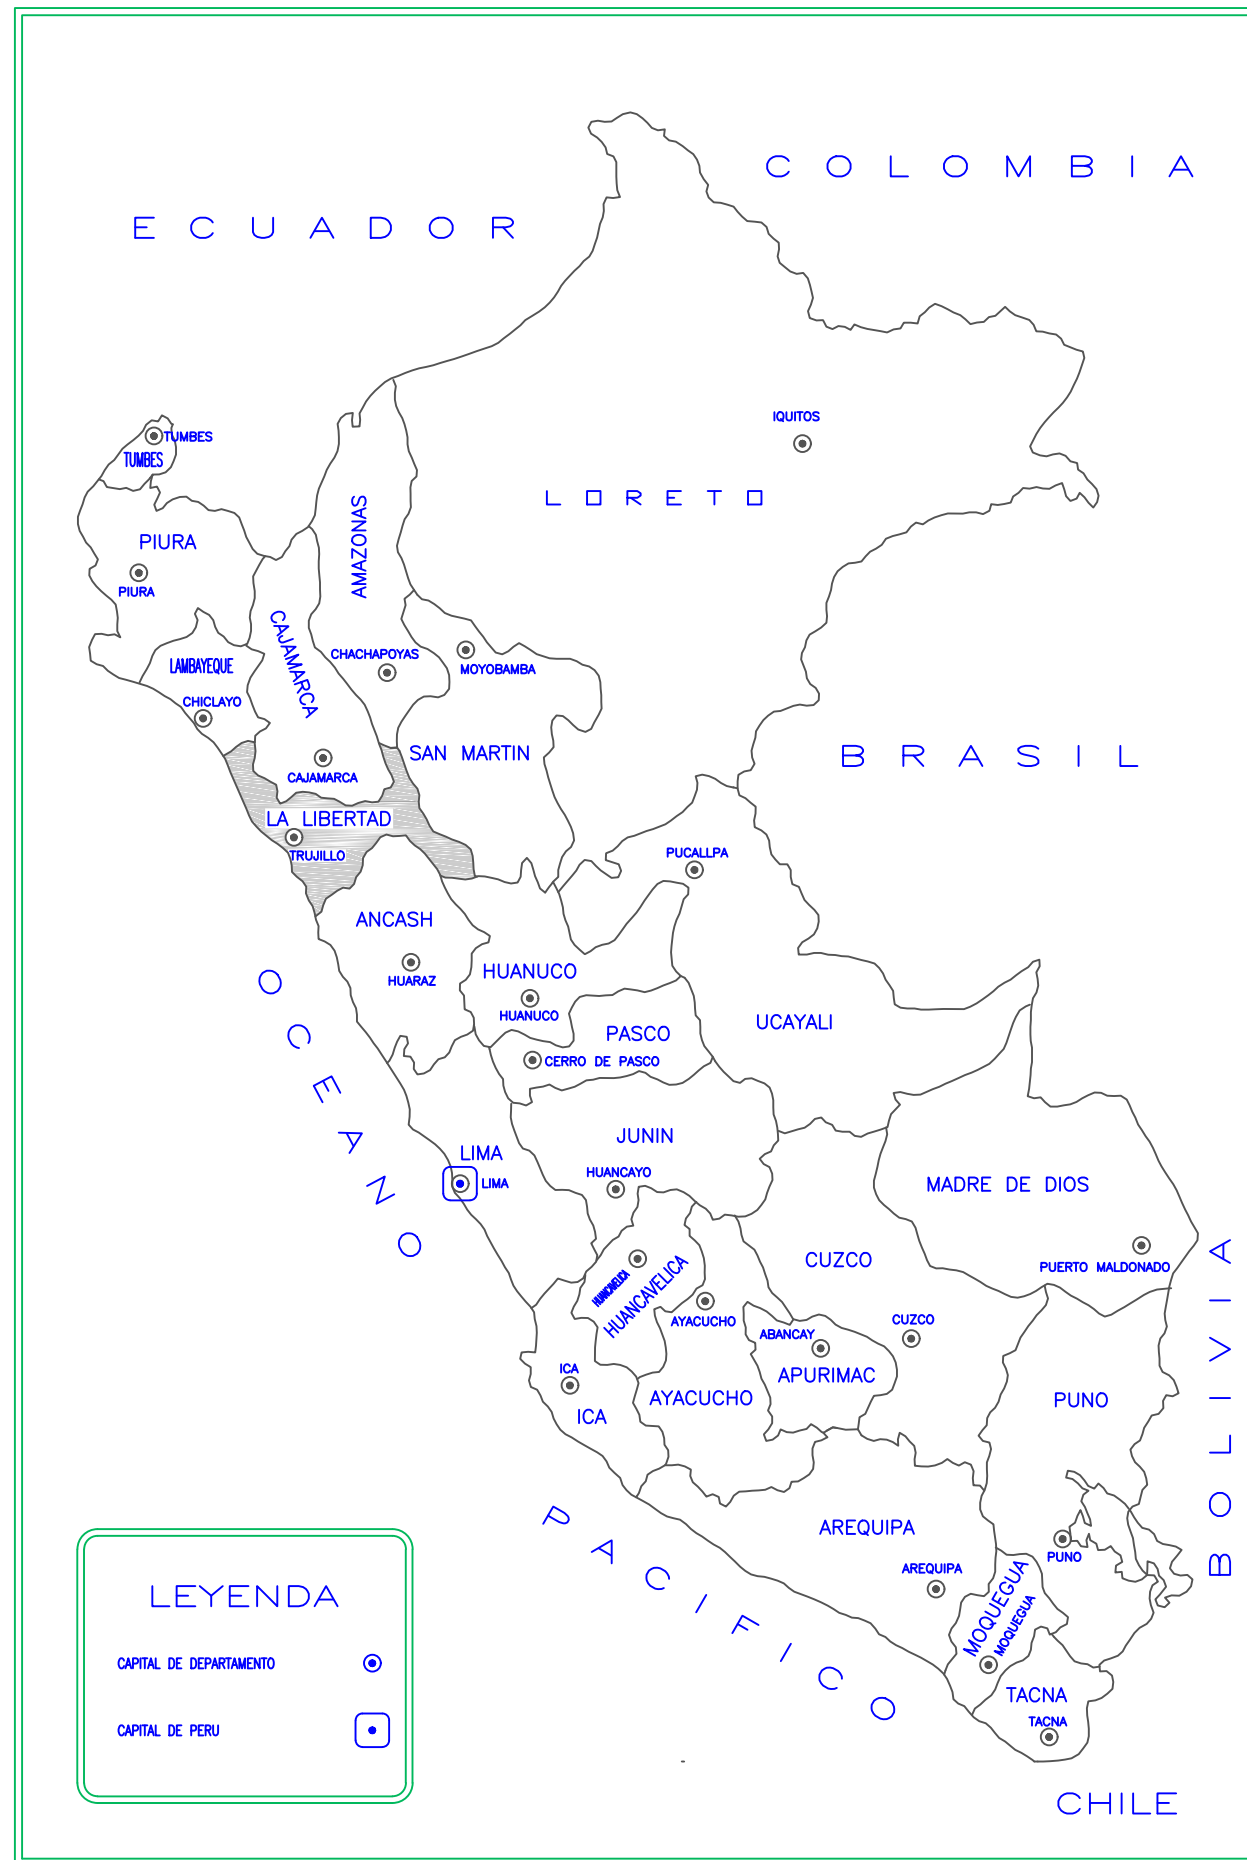 COLOMBIA
ECUADOR
IQUITOS
TUMBES
TUMBES
LORETO
AMAZONAS
PIURA
PIURA
CAJAMARCA
CHACHAPOYAS
LAMBAYEQUE
MOYOBAMBA
CHICLAYO
SAN MARTIN
BRASIL
CAJAMARCA
LA LIBERTAD
TRUJILLO
PUCALLPA
ANCASH
HUARAZ
HUANUCO
HUANUCO
UCAYALI
PASCO
CERRO DE PASCO
JUNIN
LIMA
LIMA
HUANCAYO
MADRE DE DIOS
PUERTO MALDONADO
CUZCO
CUZCO
HUANCAVELICA
HUANCAVELICA
AYACUCHO
ABANCAY
APURIMAC
ICA
ICA
AYACUCHO
PUNO
BOLIVIA
OCEANO
PACIFICO
AREQUIPA
AREQUIPA
PUNO
MOQUEGUA
MOQUEGUA
TACNA
TACNA
CHILE
LEYENDA
CAPITAL DE DEPARTAMENTO
CAPITAL DE PERU